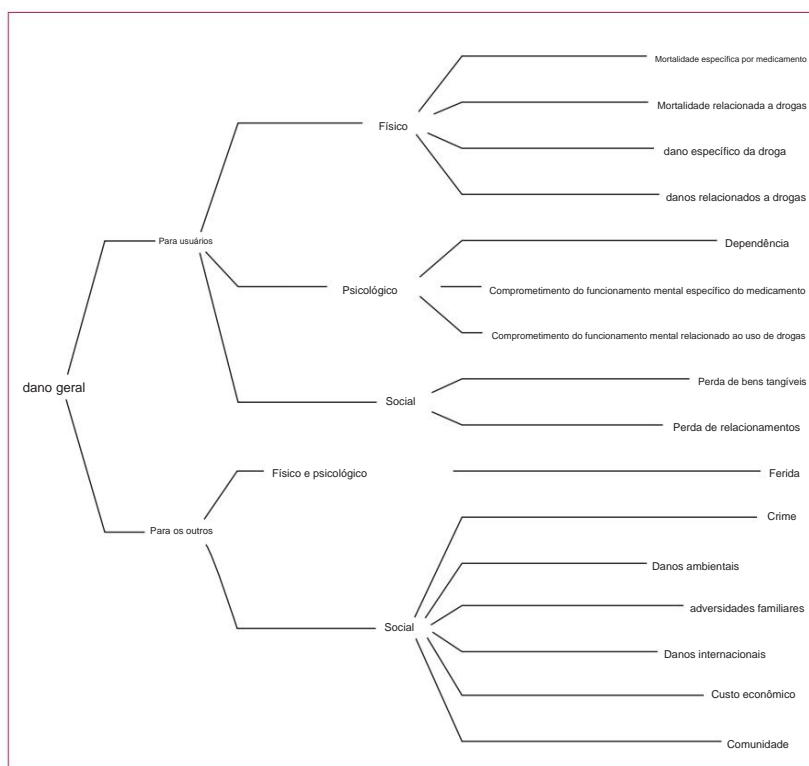 Mortalidade específica por medicamento
Mortalidade relacionada a drogas
Físico
dano específico da droga
danos relacionados a drogas
Para usuários
Dependência
Psicológico
Comprometimento do funcionamento mental específico do medicamento
Comprometimento do funcionamento mental relacionado ao uso de drogas
dano geral
Perda de bens tangíveis
Social
Perda de relacionamentos
Físico e psicológico
Ferida
Crime
Para os outros
Danos ambientais
adversidades familiares
Social
Danos internacionais
Custo econômico
Comunidade